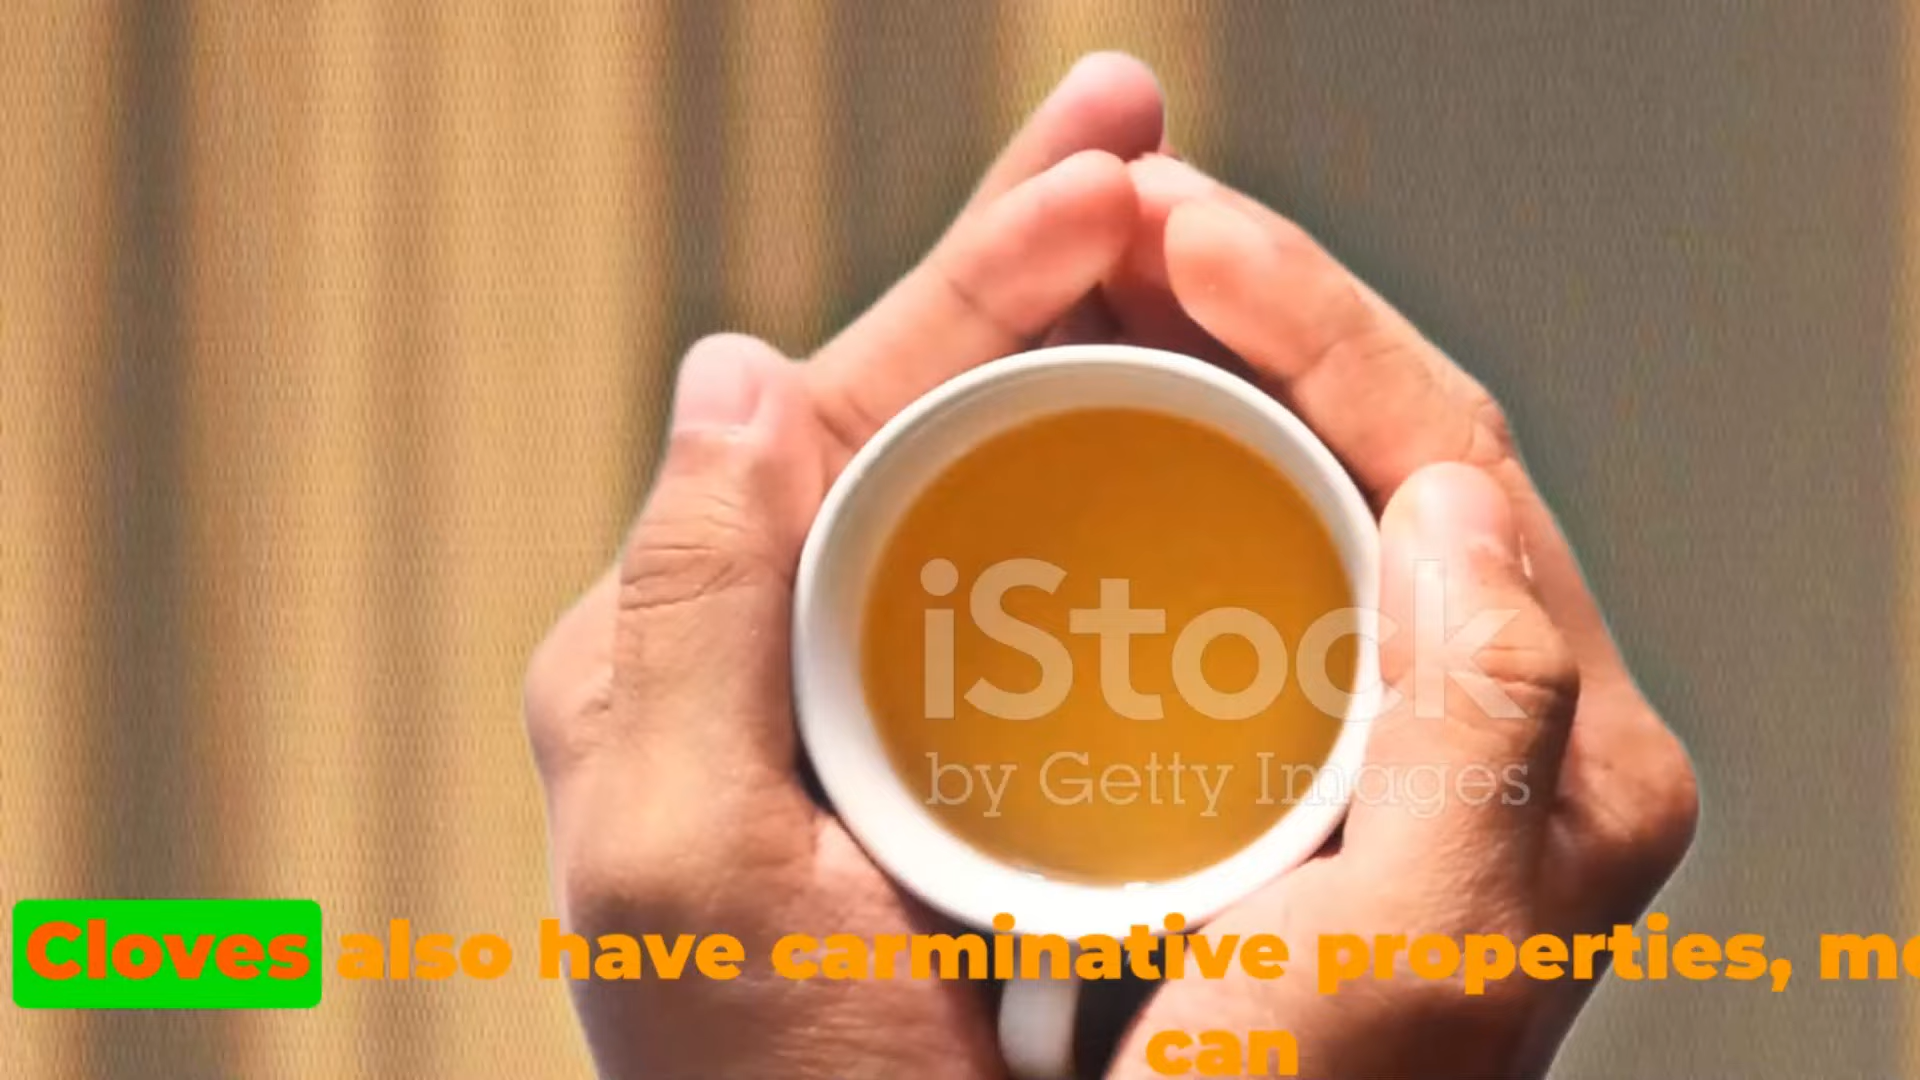 iStock
by Getty Images
Cloves also have carminative properties,
can